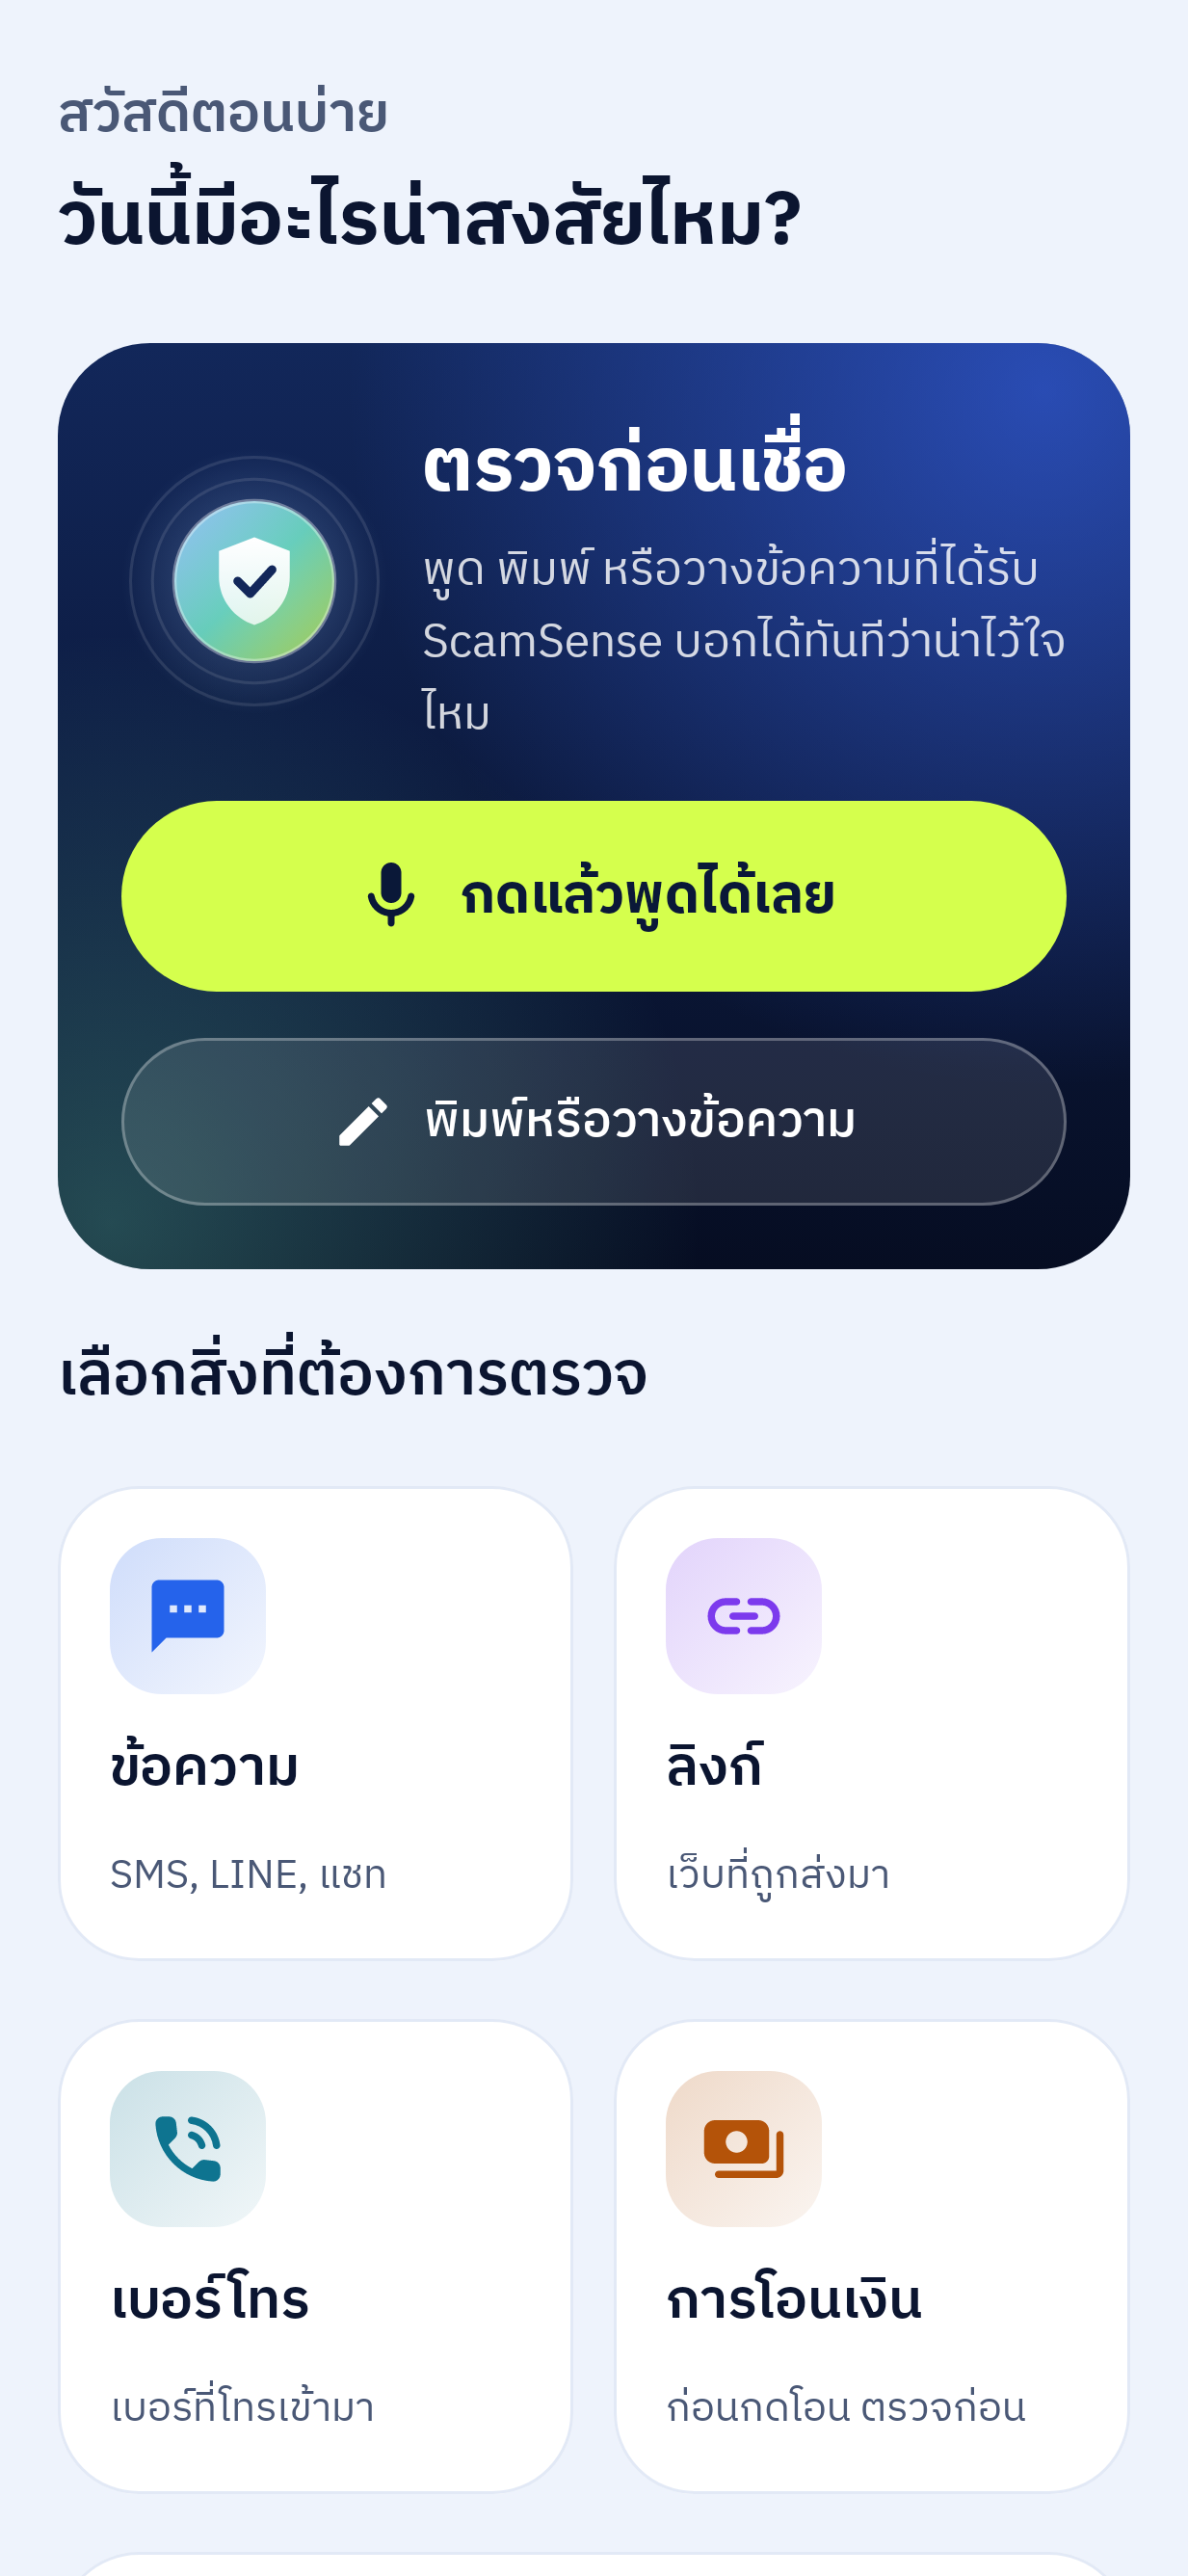 สวัสดีตอนบ่าย
วันนี้มีอะไรน่าสงสัยไหม?
ตรวจก่อนเชื่อ
พูด พิมพ์ หรือวางข้อความที่ได้รับ
ScamSense บอกได้ทันทีว่าน่าไว้ใจ
ไหม
กดแล้วพูดได้เลย
พิมพ์หรือวางข้อความ
เลือกสิ่งที่ต้องการตรวจ
ข้อความ
SMS, LINE, แชท
ลิงก์
เว็บที่ถูกส่งมา
เบอร์โทร
เบอร์ที่โทรเข้ามา
การโอนเงิน
ก่อนกดโอน ตรวจก่อน